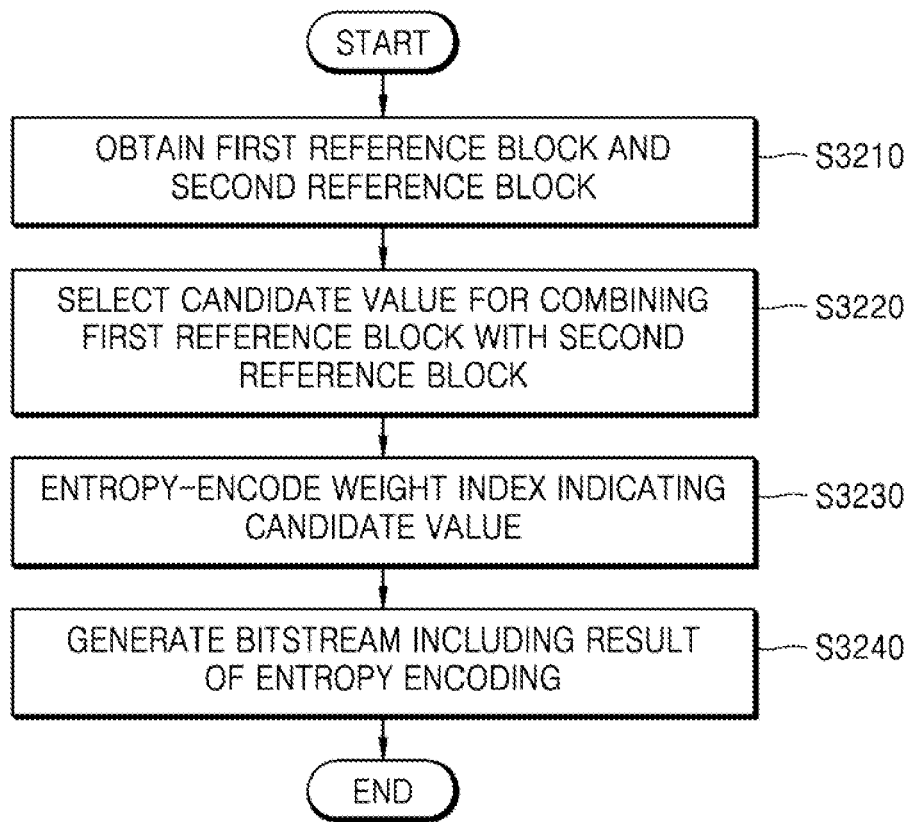 START
OBTAIN FIRST REFERENCE BLOCK AND
SECOND REFERENCE BLOCK
S3210
SELECT CANDIDATE VALUE FOR COMBINING
FIRST REFERENCE BLOCK WITH SECOND
REFERENCE BLOCK
S3220
ENTROPY-ENCODE WEIGHT INDEX INDICATING
CANDIDATE VALUE
S3230
GENERATE BITSTREAM INCLUDING RESULT
OF ENTROPY ENCODING
S3240
END